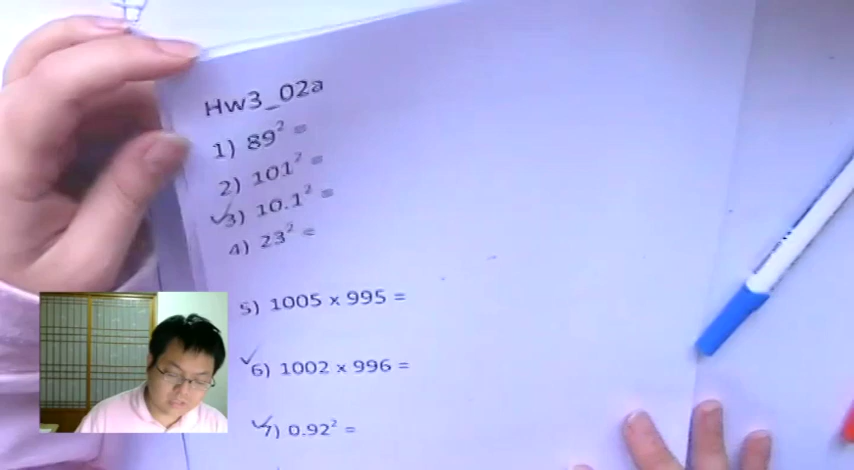 Hw3_02a
1) 89² =
2) 101² =
✓3) 10.1² =
4) 23² =
5) 1005 x 995 =
✓6) 1002 x 996 =
✓7) 0.92² =